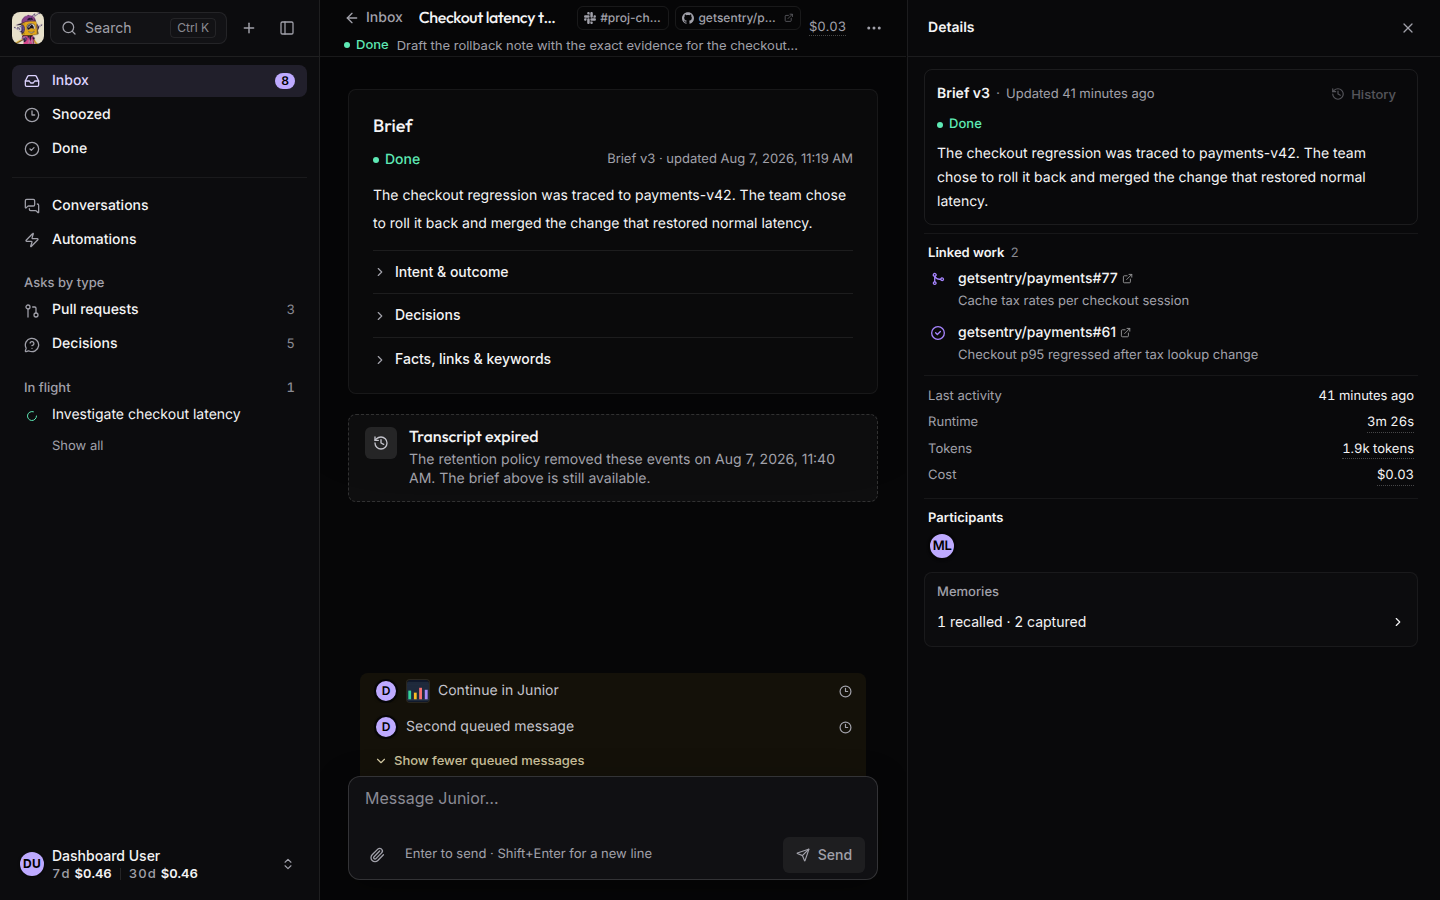 Search
Ctrl K
Inbox
8
Snoozed
Done
Conversations
Automations
Asks by type
Pull requests
3
Decisions
5
In flight
1
Investigate checkout latency
Show all
DU
Dashboard User
7d $0.46
30d $0.46
Inbox
Checkout latency t...
#proj-ch...
getsentry/p...
$0.03
Done
Draft the rollback note with the exact evidence for the checkout...
Brief
Done
Brief v3 · updated Aug 7, 2026, 11:19 AM
The checkout regression was traced to payments-v42. The team chose
to roll it back and merged the change that restored normal latency.
Intent & outcome
Decisions
Facts, links & keywords
Transcript expired
The retention policy removed these events on Aug 7, 2026, 11:40
AM. The brief above is still available.
D
Continue in Junior
D
Second queued message
Show fewer queued messages
Message Junior...
Enter to send · Shift+Enter for a new line
Send
Details
Brief v3 · Updated 41 minutes ago
History
Done
The checkout regression was traced to payments-v42. The team
chose to roll it back and merged the change that restored normal
latency.
Linked work 2
getsentry/payments#77
Cache tax rates per checkout session
getsentry/payments#61
Checkout p95 regressed after tax lookup change
Last activity
41 minutes ago
Runtime
3m 26s
Tokens
1.9k tokens
Cost
$0.03
Participants
ML
Memories
1 recalled · 2 captured